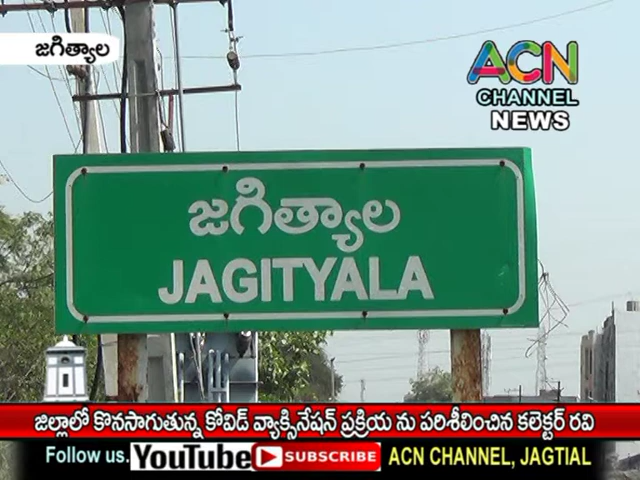 జగిత్యాల
ACN
CHANNEL
NEWS
జగిత్యాల
JAGITYALA
జిల్లాలో కొనసాగుతున్న కోవిడ్ వ్యాక్సినేషన్ ప్రక్రియ ను పరిశీలించిన కలెక్టర్ రవి
Follow us. YouTube SUBSCRIBE ACN CHANNEL, JAGTIAL